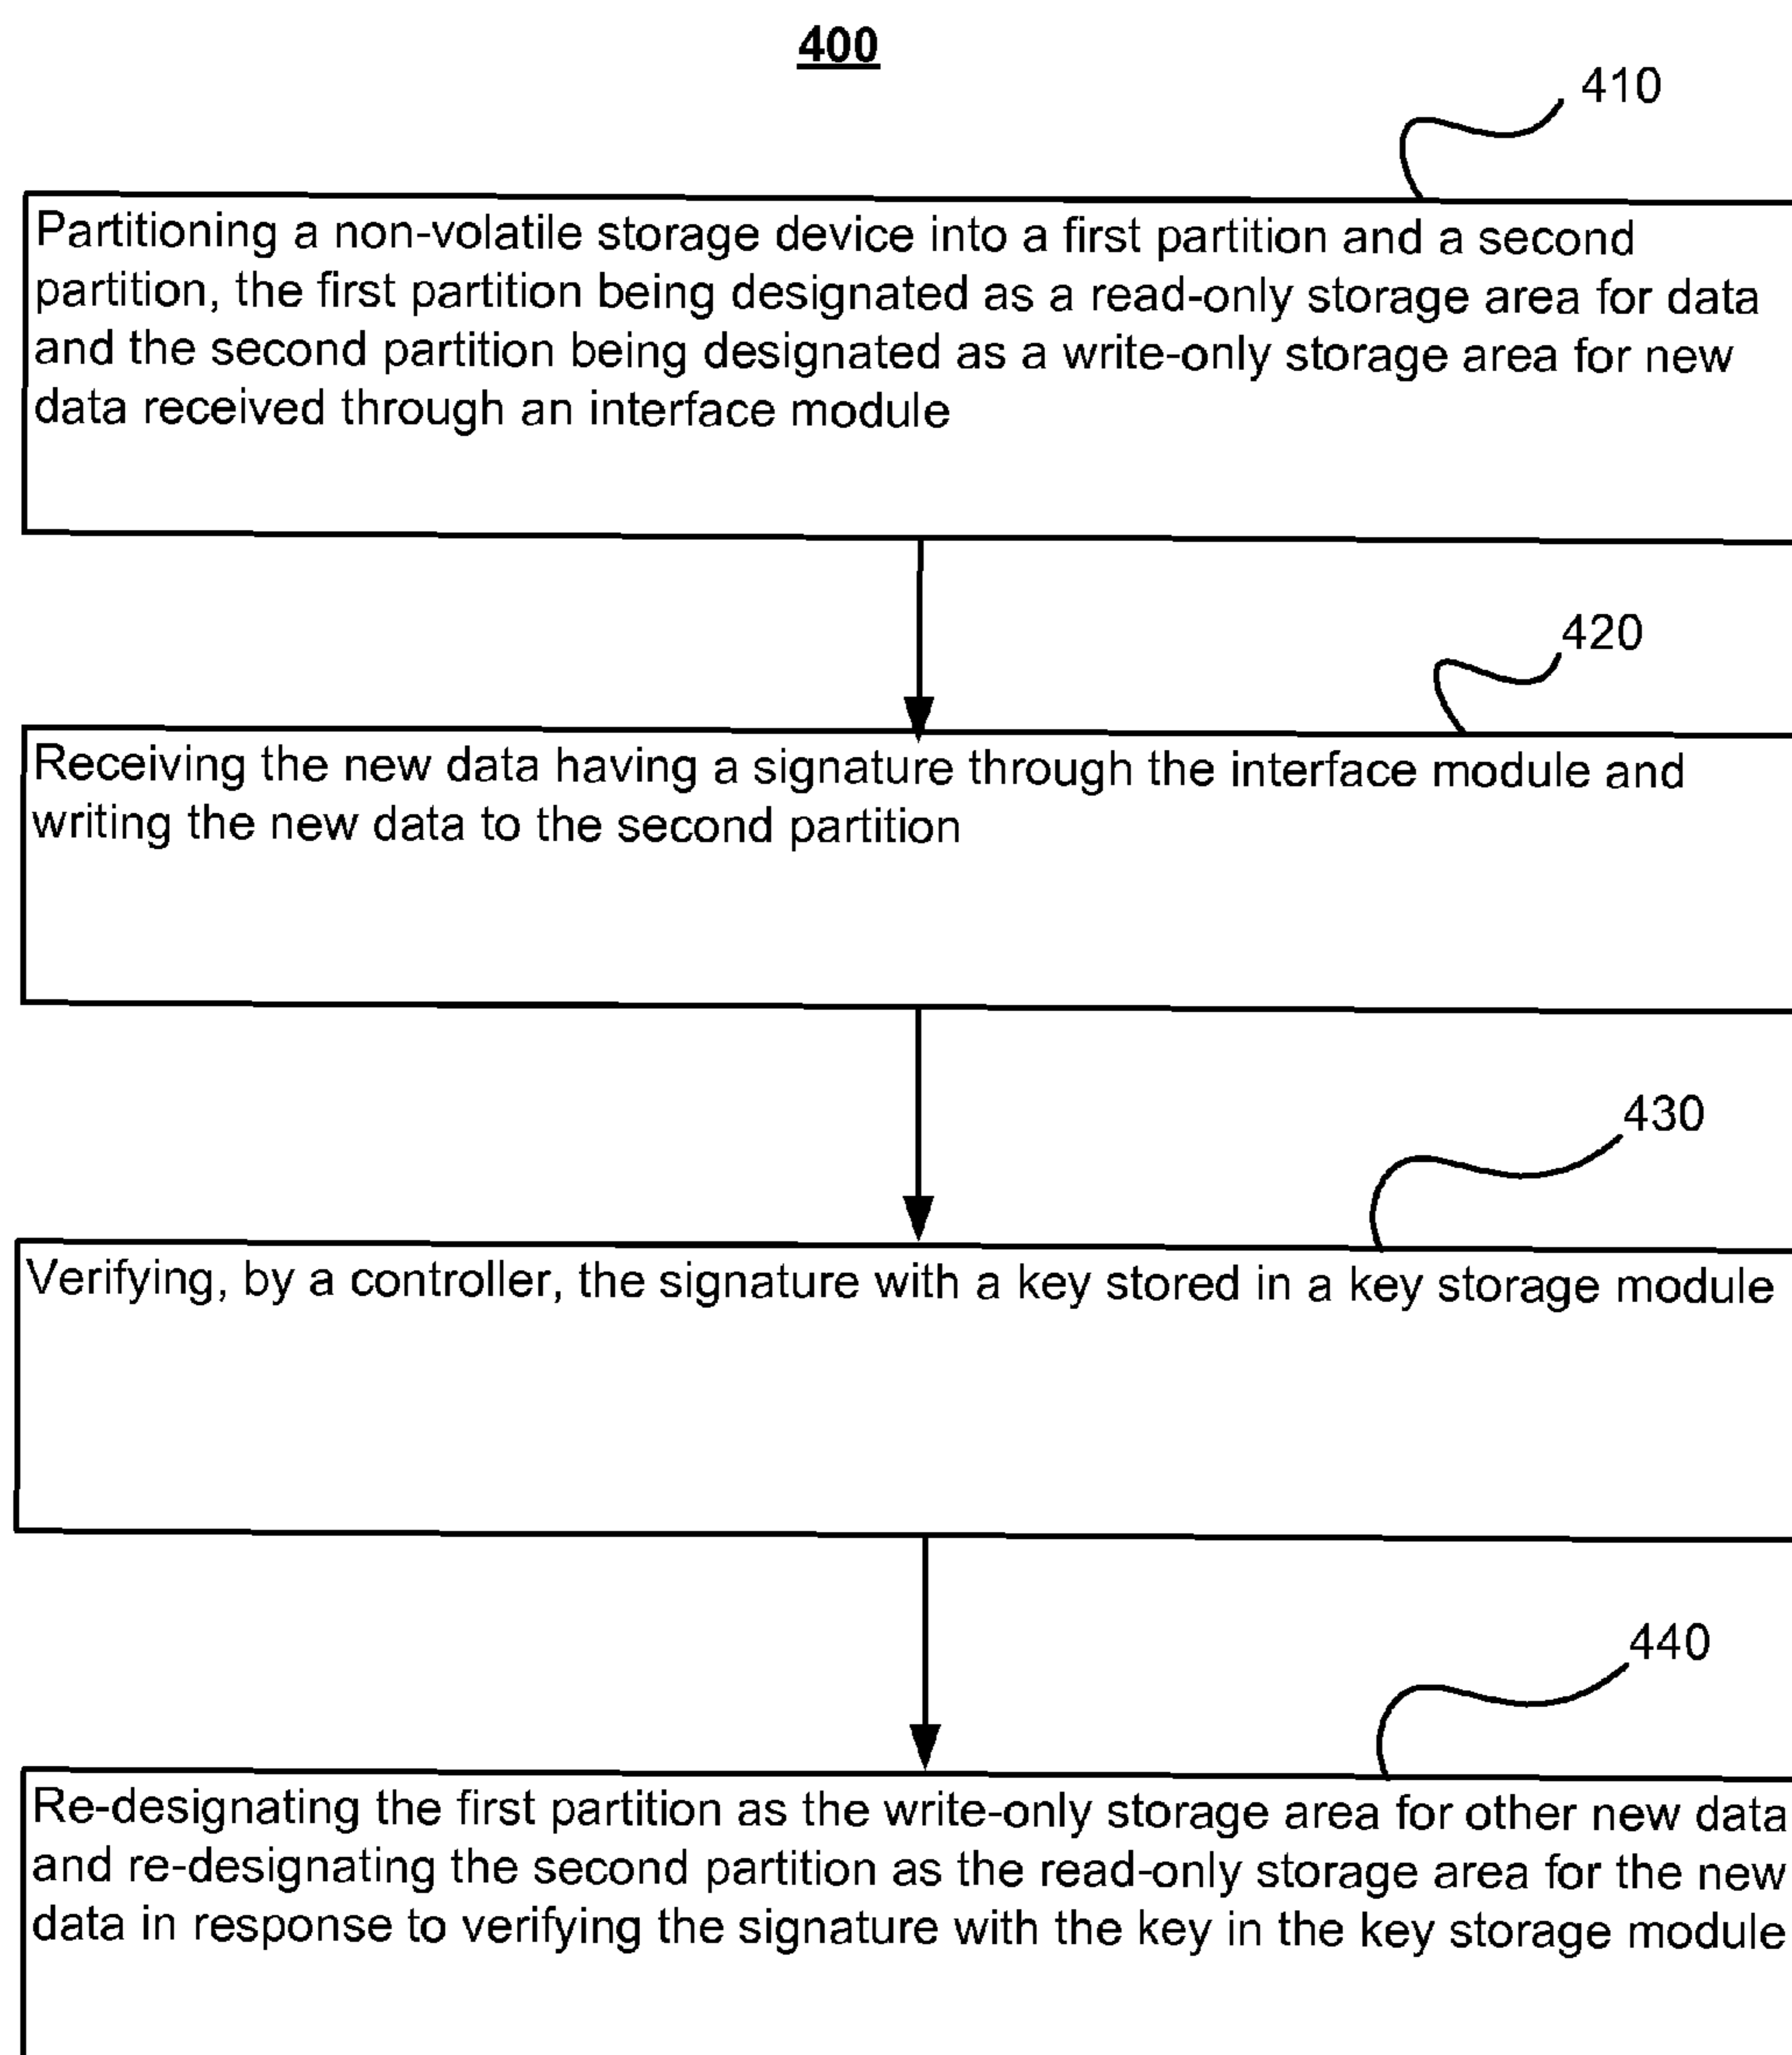 400
410
Partitioning a non-volatile storage device into a first partition and a second
partition, the first partition being designated as a read-only storage area for data
and the second partition being designated as a write-only storage area for new
data received through an interface module
420
Receiving the new data having a signature through the interface module and
writing the new data to the second partition
430
Verifying, by a controller, the signature with a key stored in a key storage module
440
Re-designating the first partition as the write-only storage area for other new data
and re-designating the second partition as the read-only storage area for the new
data in response to verifying the signature with the key in the key storage module